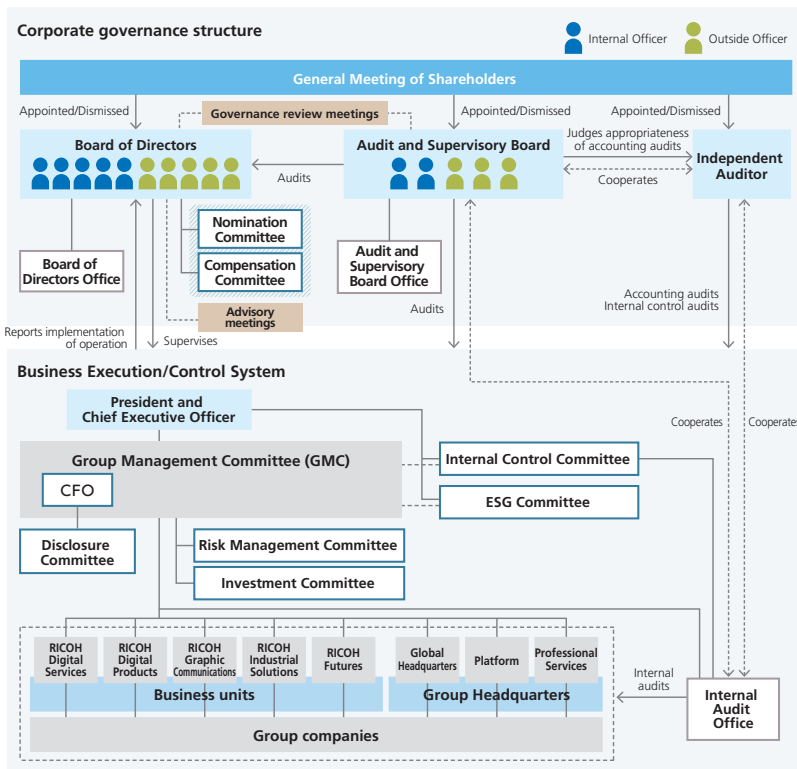 Corporate governance structure
Internal Officer
Outside Officer
General Meeting of Shareholders
Appointed/Dismissed
Governance review meetings
Appointed/Dismissed
Appointed/Dismissed
Board of Directors
Audits
Audit and Supervisory Board
Judges appropriateness
of accounting audits
Cooperates
Independent
Auditor
Nomination
Committee
Compensation
Committee
Board of
Directors Office
Audit and
Supervisory
Board Office
Advisory
meetings
Audits
Accounting audits
Internal control audits
Reports implementation
of operation
Supervises
Business Execution/Control System
President and
Chief Executive Officer
Cooperates
Cooperates
Group Management Committee (GMC)
CFO
Internal Control Committee
ESG Committee
Disclosure
Committee
Risk Management Committee
Investment Committee
RICOH
Digital
Services
RICOH
Digital
Products
RICOH
Graphic
Communications
RICOH
Industrial
Solutions
RICOH
Futures
Global
Headquarters
Platform
Professional
Services
Business units
Group Headquarters
Group companies
Internal
audits
Internal
Audit
Office